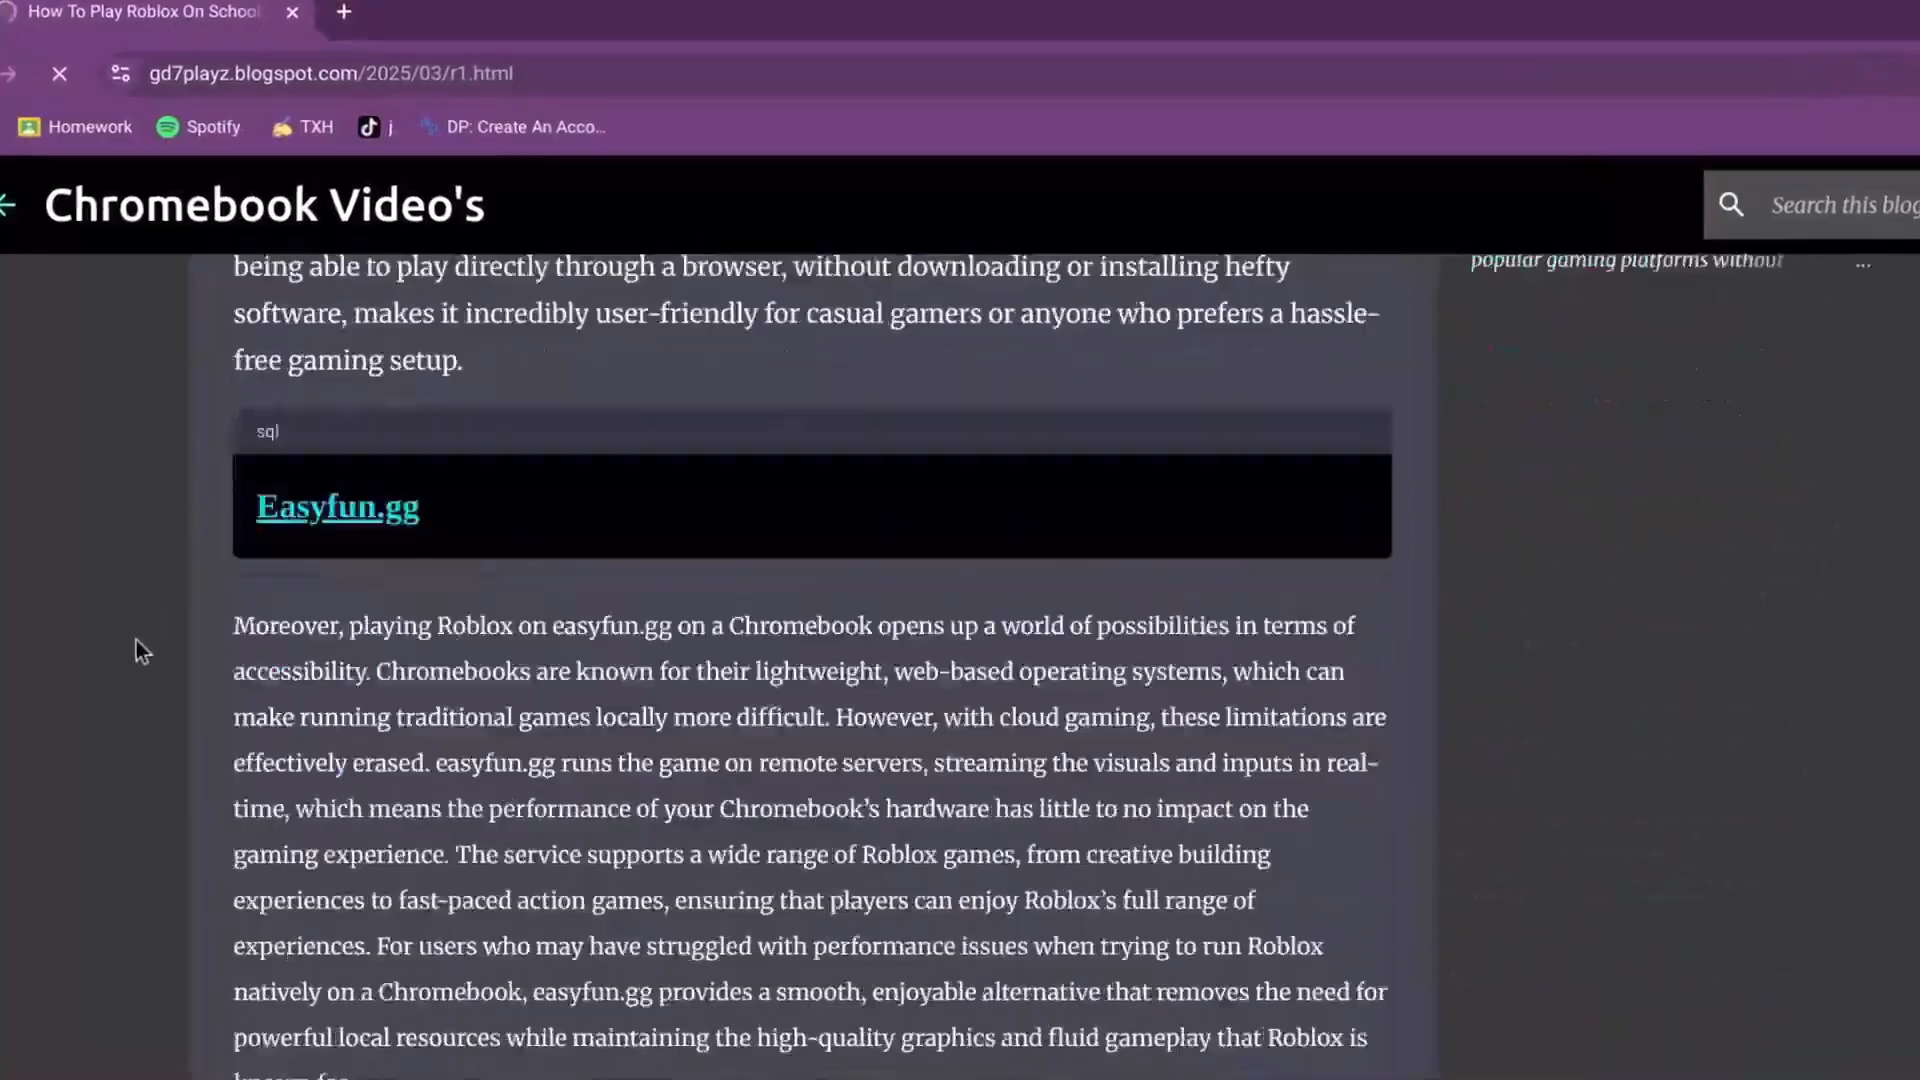 How To Play Roblox On School
gd7playz.blogspot.com/2025/03/r1.html
Homework
Spotify
TXH
j
DP: Create An Acco...
Chromebook Video's
Search this blog
being able to play directly through a browser, without downloading or installing hefty
software, makes it incredibly user-friendly for casual gamers or anyone who prefers a hassle-
free gaming setup.
popular gaming platforms without ...
sql
Easyfun.gg
Moreover, playing Roblox on easyfun.gg on a Chromebook opens up a world of possibilities in terms of
accessibility. Chromebooks are known for their lightweight, web-based operating systems, which can
make running traditional games locally more difficult. However, with cloud gaming, these limitations are
effectively erased. easyfun.gg runs the game on remote servers, streaming the visuals and inputs in real-
time, which means the performance of your Chromebook’s hardware has little to no impact on the
gaming experience. The service supports a wide range of Roblox games, from creative building
experiences to fast-paced action games, ensuring that players can enjoy Roblox’s full range of
experiences. For users who may have struggled with performance issues when trying to run Roblox
natively on a Chromebook, easyfun.gg provides a smooth, enjoyable alternative that removes the need for
powerful local resources while maintaining the high-quality graphics and fluid gameplay that Roblox is